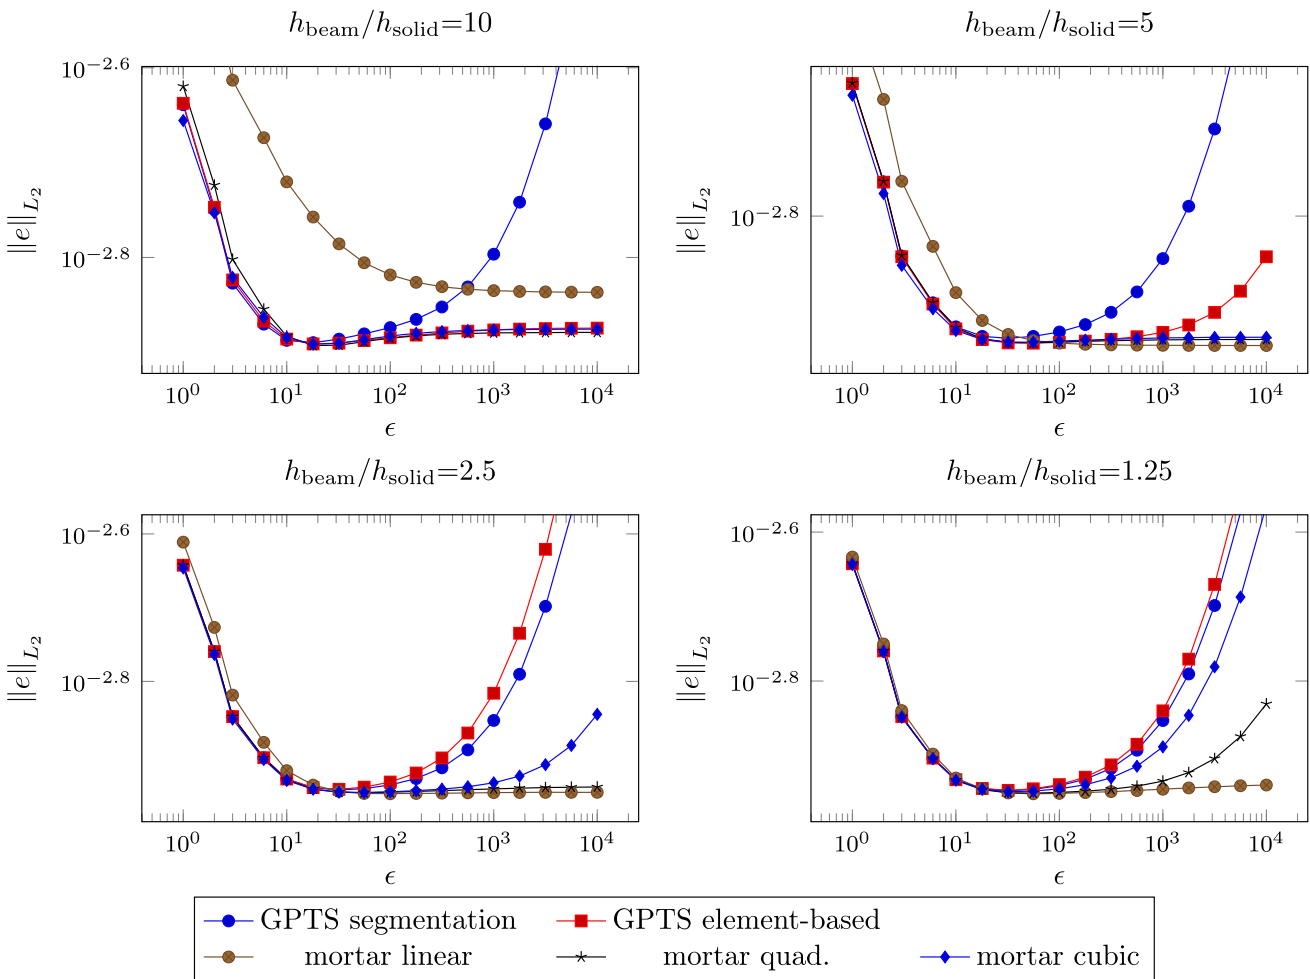 h_beam/h_solid=10
10^−2.6
10^−2.8
‖e‖_L₂
10^0 10^1 10^2 10^3 10^4
ϵ
h_beam/h_solid=5
10^−2.8
‖e‖_L₂
10^0 10^1 10^2 10^3 10^4
ϵ
h_beam/h_solid=2.5
10^−2.6
10^−2.8
‖e‖_L₂
10^0 10^1 10^2 10^3 10^4
ϵ
h_beam/h_solid=1.25
10^−2.6
10^−2.8
‖e‖_L₂
10^0 10^1 10^2 10^3 10^4
ϵ
GPTS segmentation GPTS element-based
mortar linear mortar quad. mortar cubic